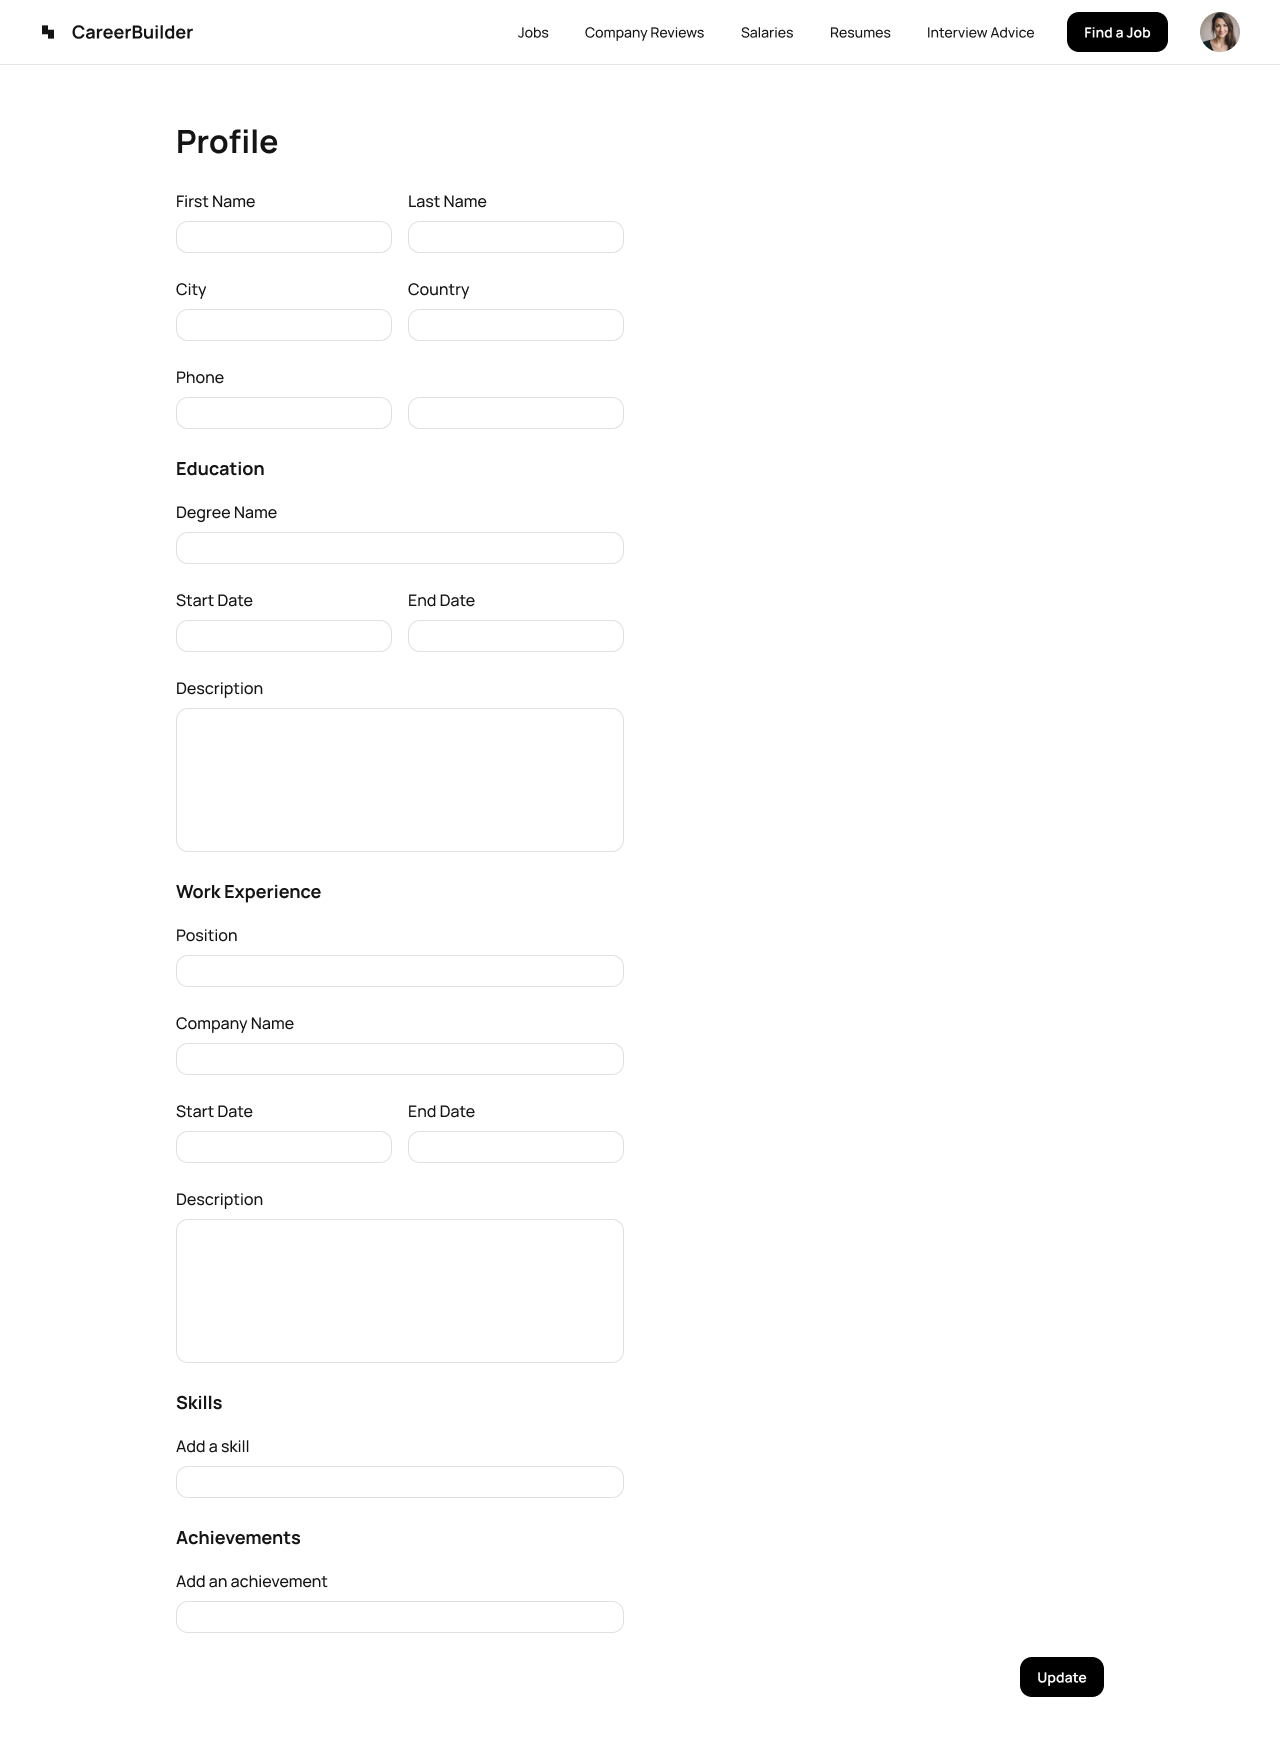 CareerBuilder
Jobs
Company Reviews
Salaries
Resumes
Interview Advice
Find a Job
Profile
First Name
Last Name
City
Country
Phone
Education
Degree Name
Start Date
End Date
Description
Work Experience
Position
Company Name
Start Date
End Date
Description
Skills
Add a skill
Achievements
Add an achievement
Update